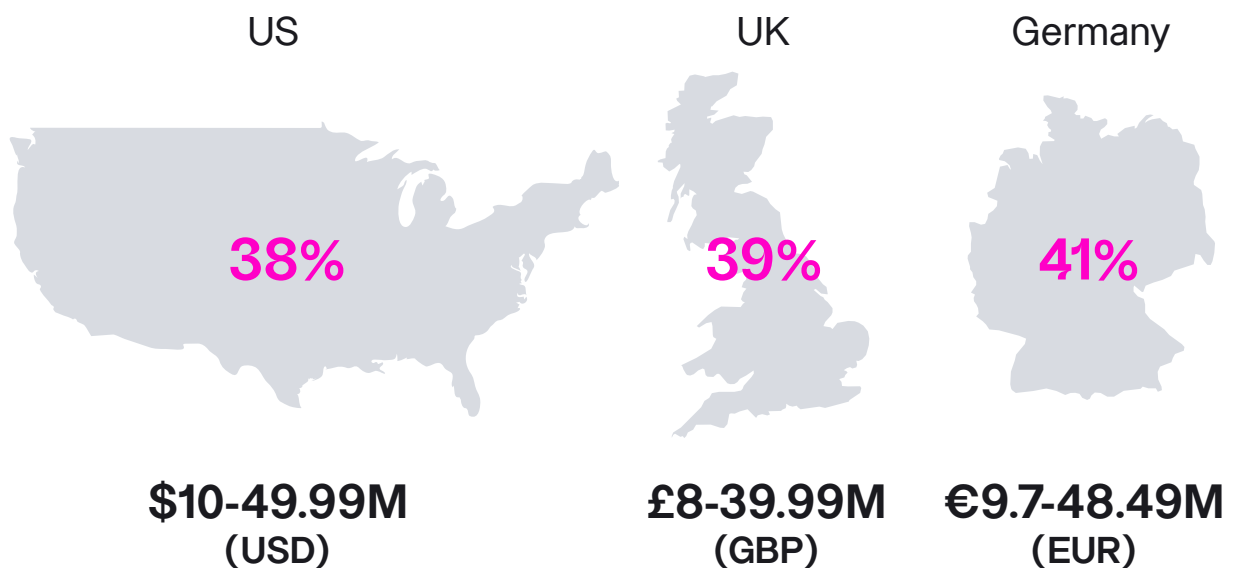 US
UK
Germany
38%
39%
41%
$10-49.99M
(USD)
£8-39.99M
(GBP)
€9.7-48.49M
(EUR)